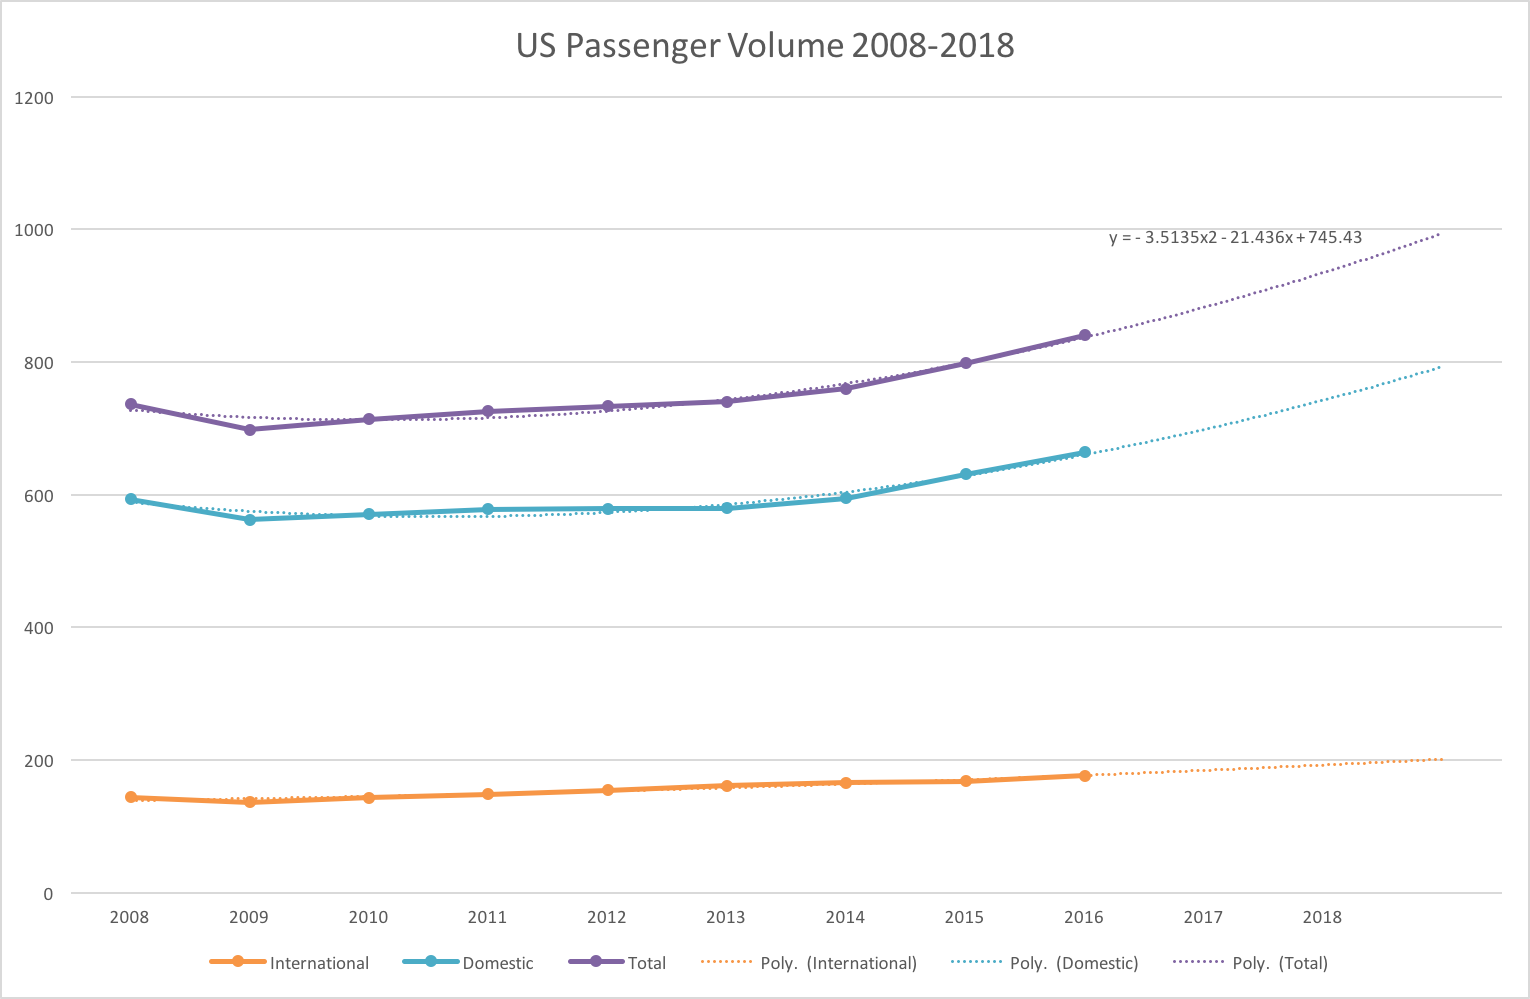 US Passenger Volume 2008-2018
1200
1000
y = - 3.5135x2 - 21.436x + 745.43
800
600
400
200
0
2008 2009 2010 2011 2012 2013 2014 2015 2016 2017 2018
International Domestic Total Poly. (International) Poly. (Domestic) Poly. (Total)